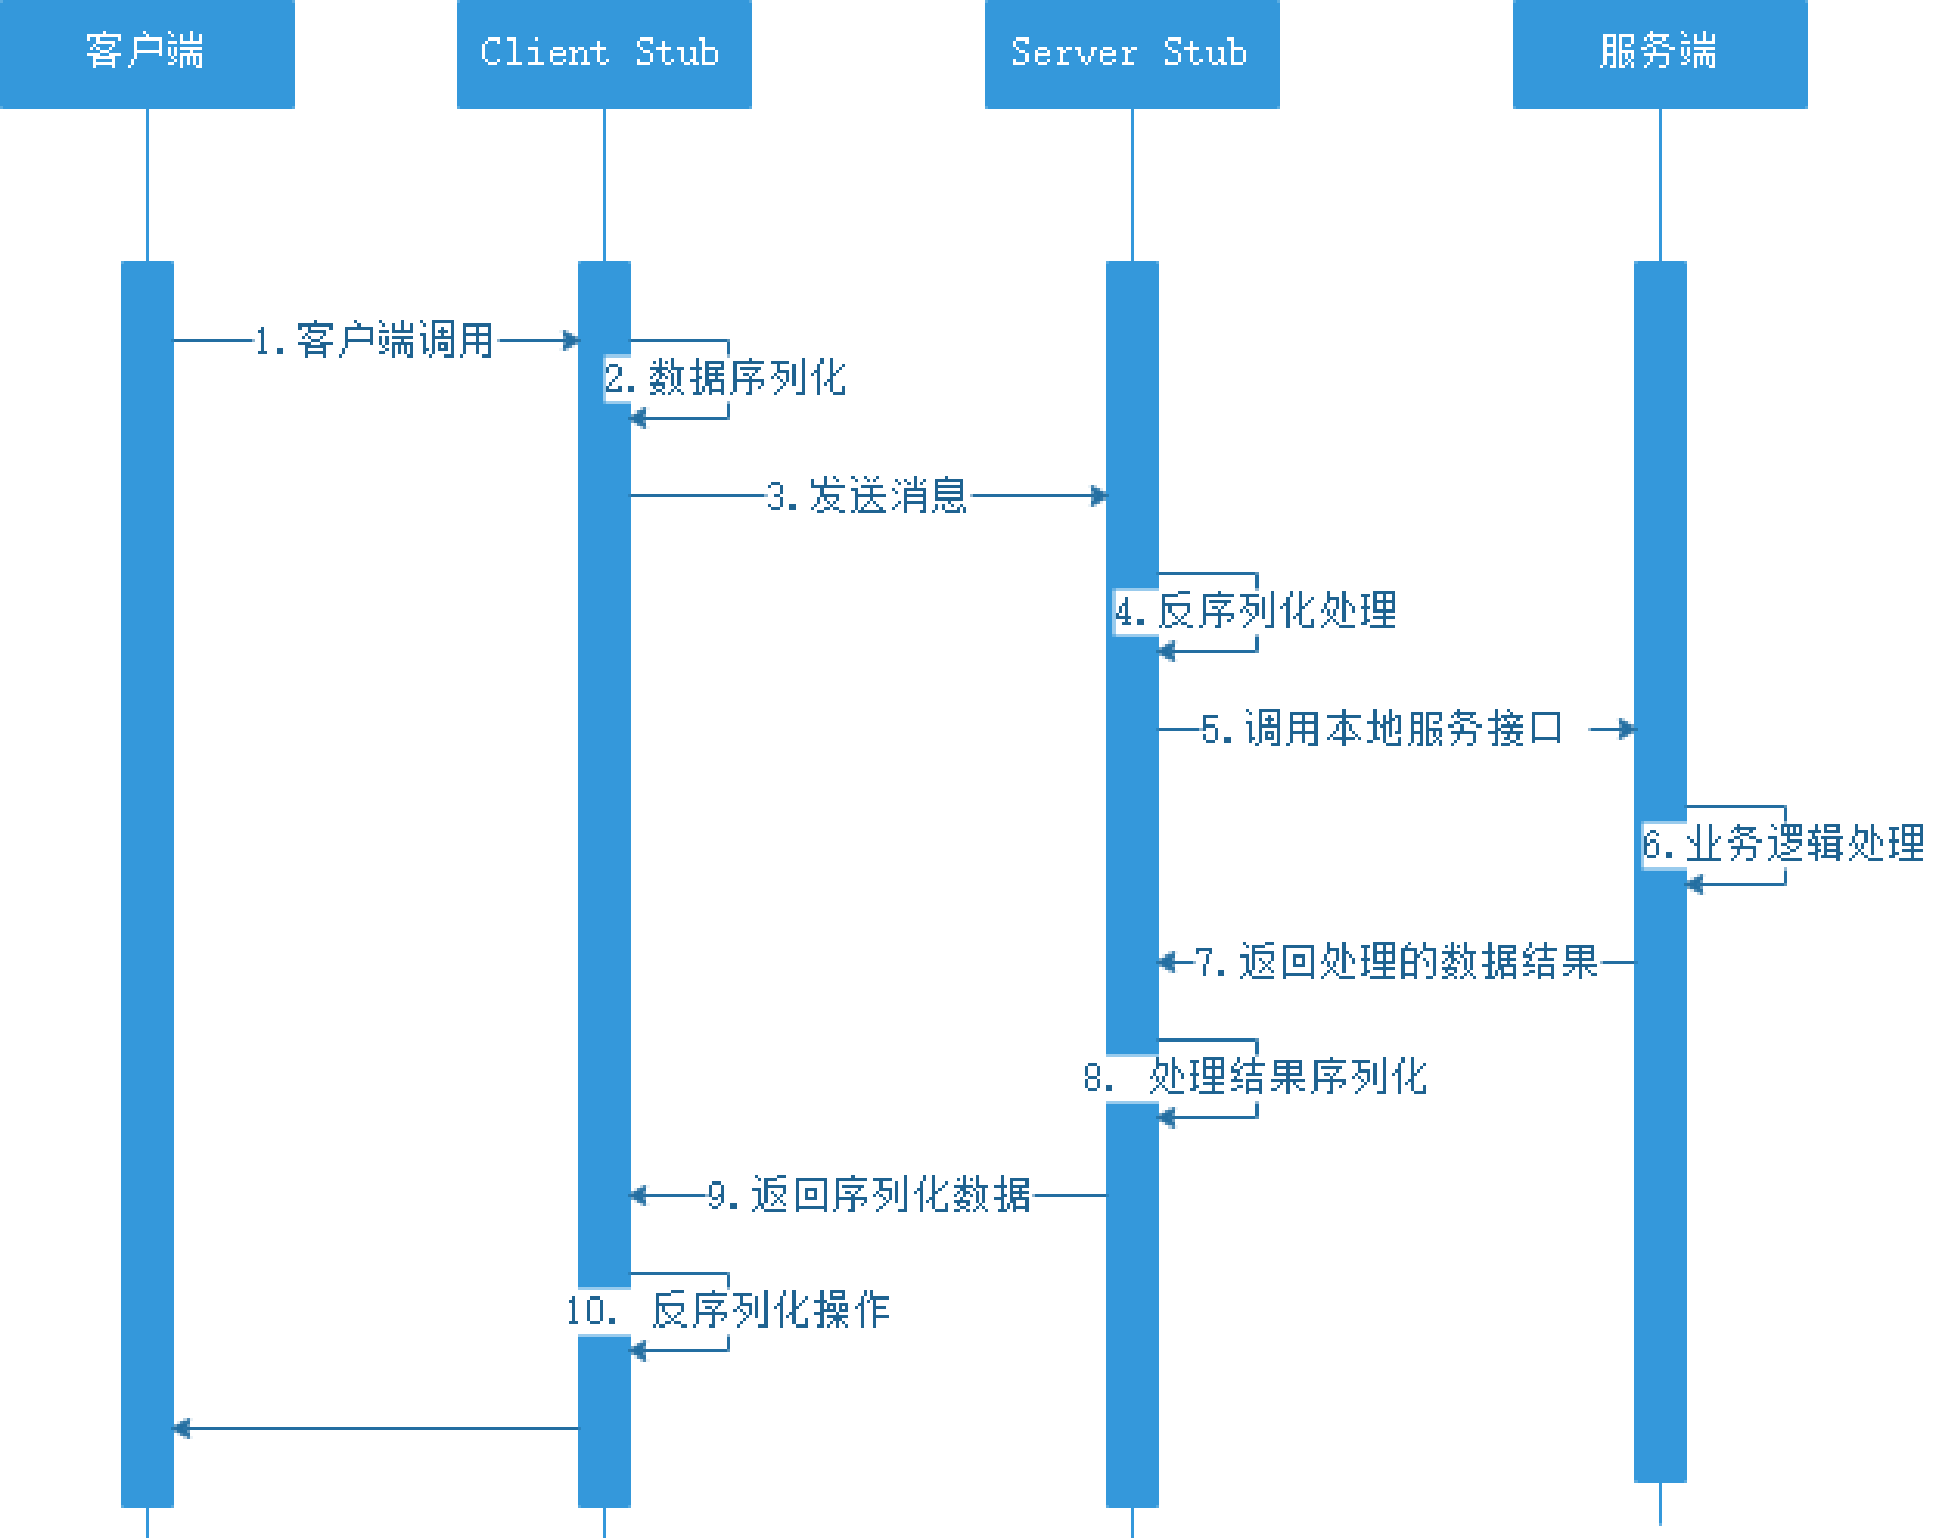 客户端
Client Stub
Server Stub
服务端
1.客户端调用
2.数据序列化
3.发送消息
4.反序列化处理
5.调用本地服务接口
6.业务逻辑处理
7.返回处理的数据结果
8. 处理结果序列化
9.返回序列化数据
10. 反序列化操作